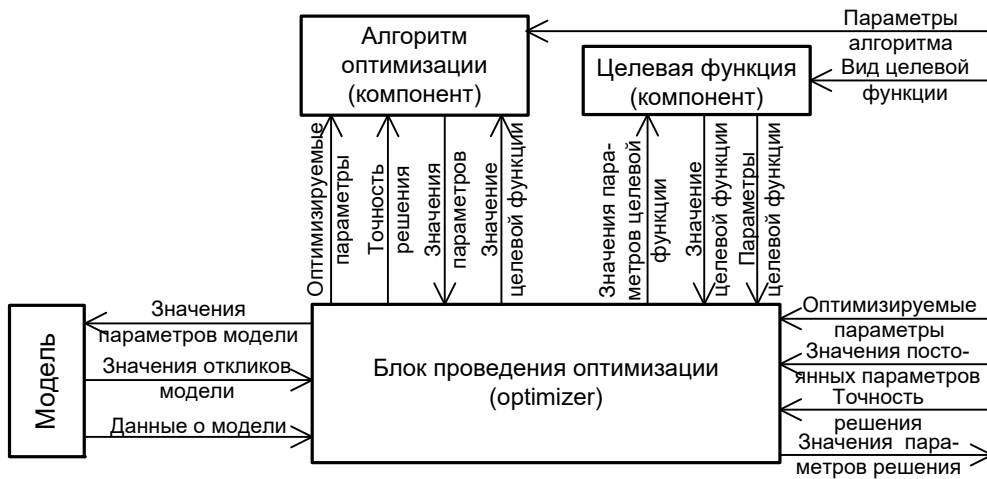 Алгоритм
оптимизации
(компонент)
Целевая функция
(компонент)
Параметры
алгоритма
Вид целевой
функции
Оптимизируемые
параметры
Точность
решения
Значения
параметров
Значение
целевой функции
Значения пара-
метров целевой
функции
Значение
целевой функции
Параметры
целевой функции
Модель
Значения
параметров модели
Значения откликов
модели
Данные о модели
Блок проведения оптимизации
(optimizer)
Оптимизируемые
параметры
Значения посто-
янных параметров
Точность
решения
Значения пара-
метров решения